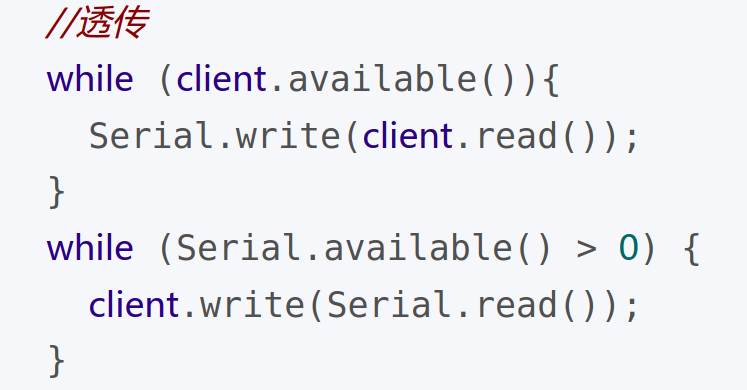 //透传
while (client.available()){
  Serial.write(client.read());
}
while (Serial.available() > 0) {
  client.write(Serial.read());
}